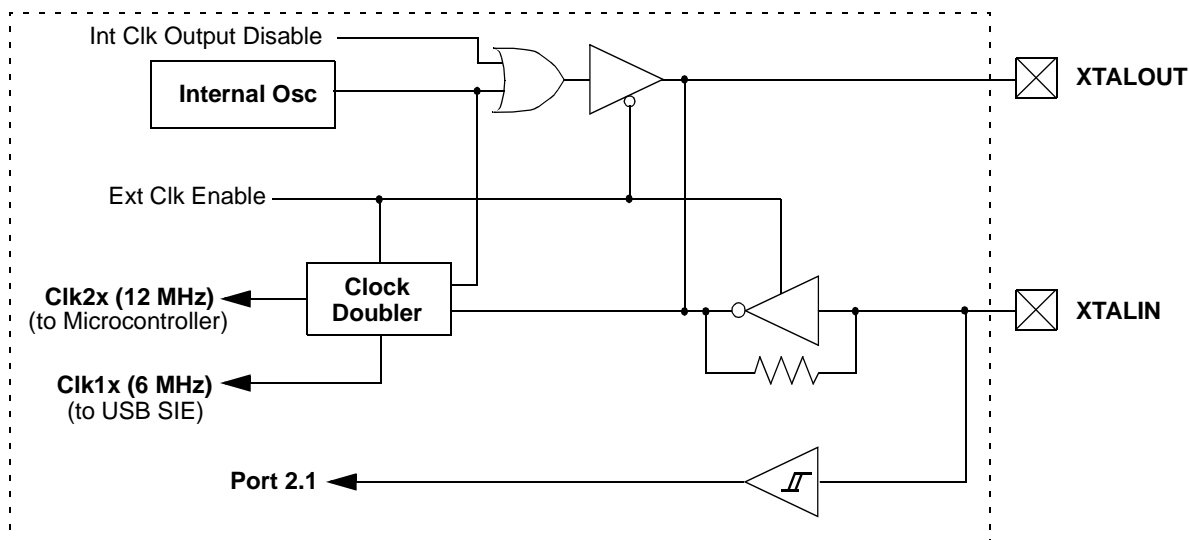 Int Clk Output Disable
Internal Osc
XTALOUT
Ext Clk Enable
Clock
Doubler
Clk2x (12 MHz)
(to Microcontroller)
XTALIN
Clk1x (6 MHz)
(to USB SIE)
Port 2.1